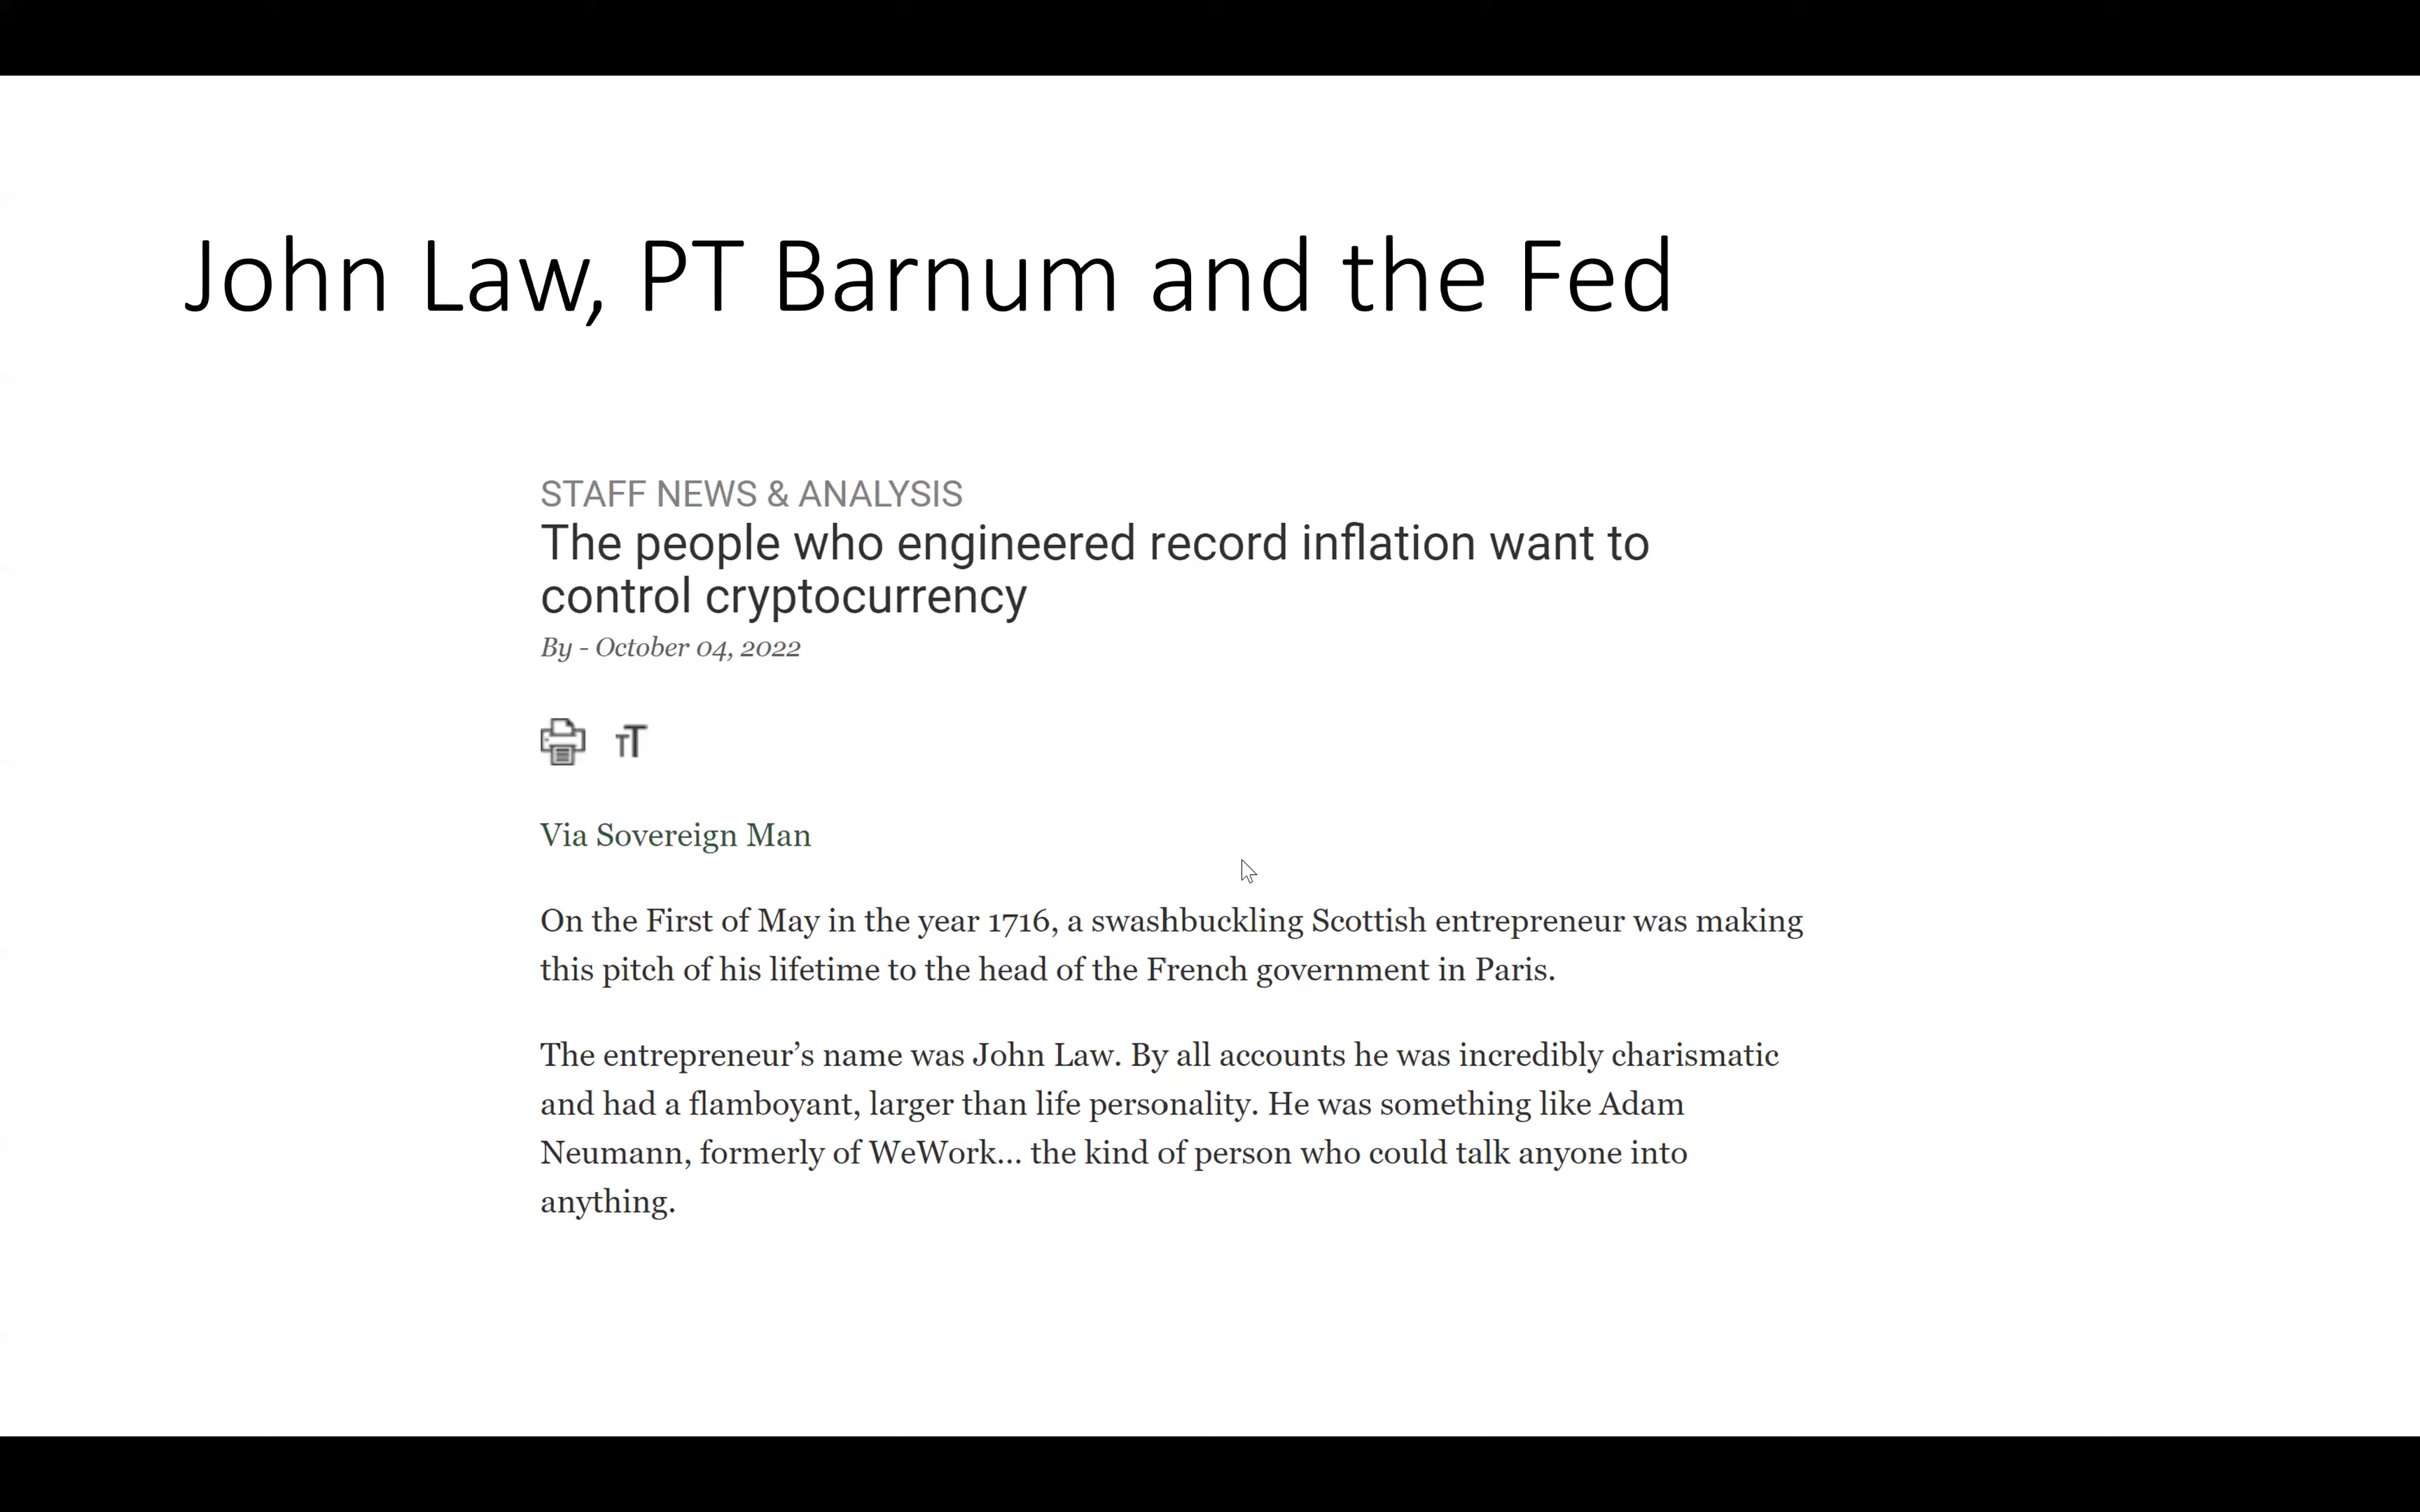 John Law, PT Barnum and the Fed
STAFF NEWS & ANALYSIS
The people who engineered record inflation want to
control cryptocurrency
By - October 04, 2022
TT
Via Sovereign Man
On the First of May in the year 1716, a swashbuckling Scottish entrepreneur was making
this pitch of his lifetime to the head of the French government in Paris.
The entrepreneur’s name was John Law. By all accounts he was incredibly charismatic
and had a flamboyant, larger than life personality. He was something like Adam
Neumann, formerly of WeWork... the kind of person who could talk anyone into
anything.